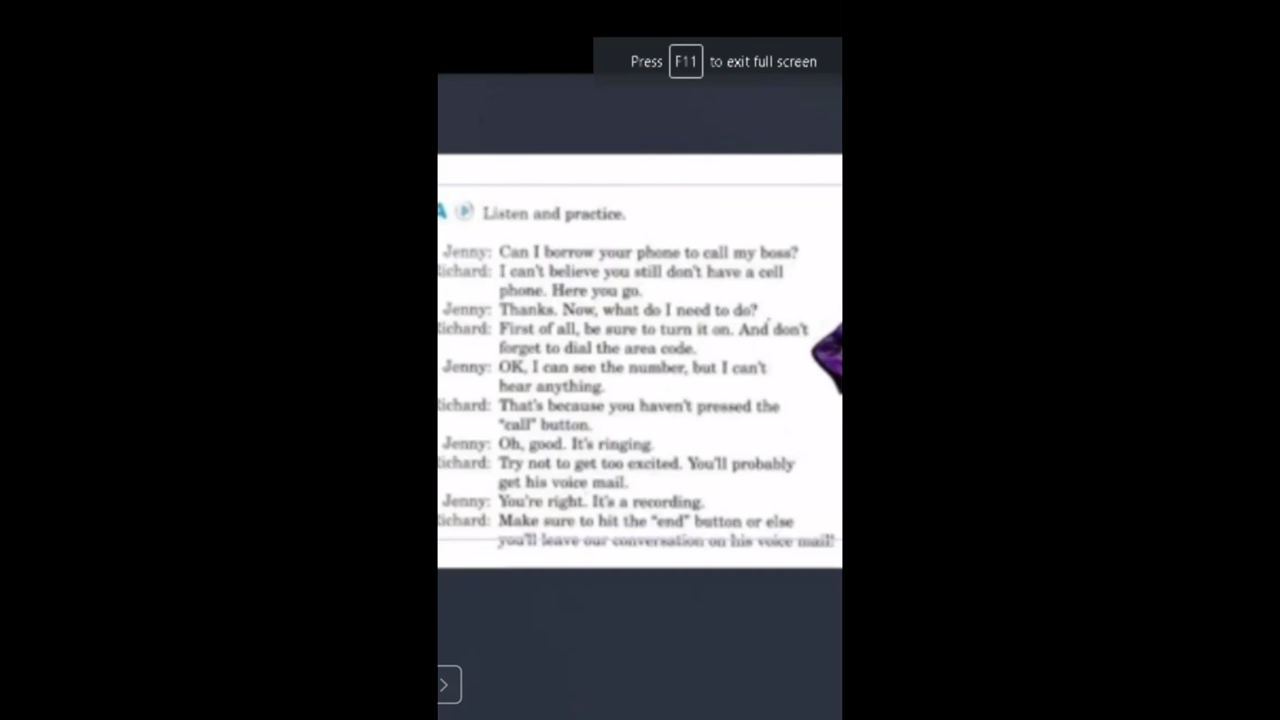 Press F11 to exit full screen
A Listen and practice.
Jenny: Can I borrow your phone to call my boss?
ichard: I can't believe you still don't have a cell
phone. Here you go.
Jenny: Thanks. Now, what do I need to do?
ichard: First of all, be sure to turn it on. And don't
forget to dial the area code.
Jenny: OK, I can see the number, but I can't
hear anything.
ichard: That's because you haven't pressed the
"call" button.
Jenny: Oh, good. It's ringing.
ichard: Try not to get too excited. You'll probably
get his voice mail.
Jenny: You're right. It's a recording.
ichard: Make sure to hit the "end" button or else
you'll leave our conversation on his voice mail!